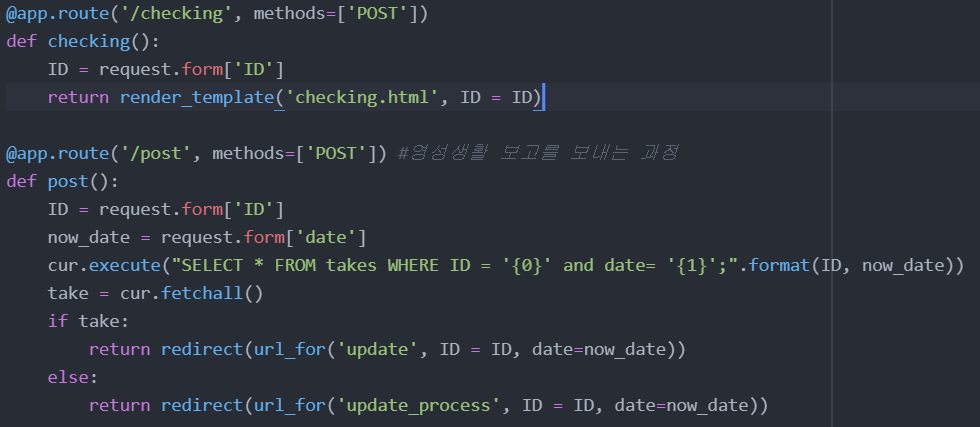 @app.route('/checking', methods=['POST'])
def checking():
    ID = request.form['ID']
    return render_template('checking.html', ID = ID)
@app.route('/post', methods=['POST']) #영성생활 보고를 보내는 과정
def post():
    ID = request.form['ID']
    now_date = request.form['date']
    cur.execute("SELECT * FROM takes WHERE ID = '{0}' and date= '{1}';".format(ID, now_date))
    take = cur.fetchall()
    if take:
        return redirect(url_for('update', ID = ID, date=now_date))
    else:
        return redirect(url_for('update_process', ID = ID, date=now_date))